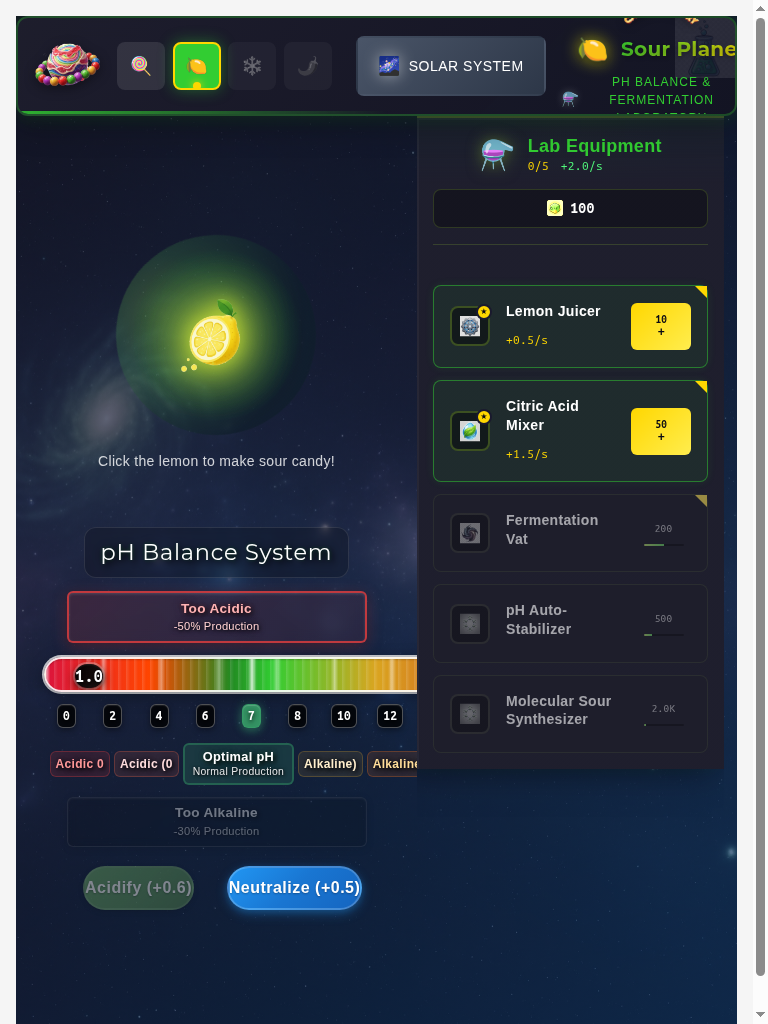 SOLAR SYSTEM
Sour Plane
PH BALANCE &
FERMENTATION
LABORATORY
Lab Equipment
0/5 +2.0/s
100
Lemon Juicer
+0.5/s
10
+
Citric Acid
Mixer
+1.5/s
50
+
Fermentation
Vat
200
pH Auto-
Stabilizer
500
Molecular Sour
Synthesizer
2.0K
Click the lemon to make sour candy!
pH Balance System
Too Acidic
-50% Production
1.0
0 2 4 6 7 8 10 12
Acidic 0 Acidic (0 Optimal pH Alkaline) Alkaline
Normal Production
Too Alkaline
-30% Production
Acidify (+0.6) Neutralize (+0.5)